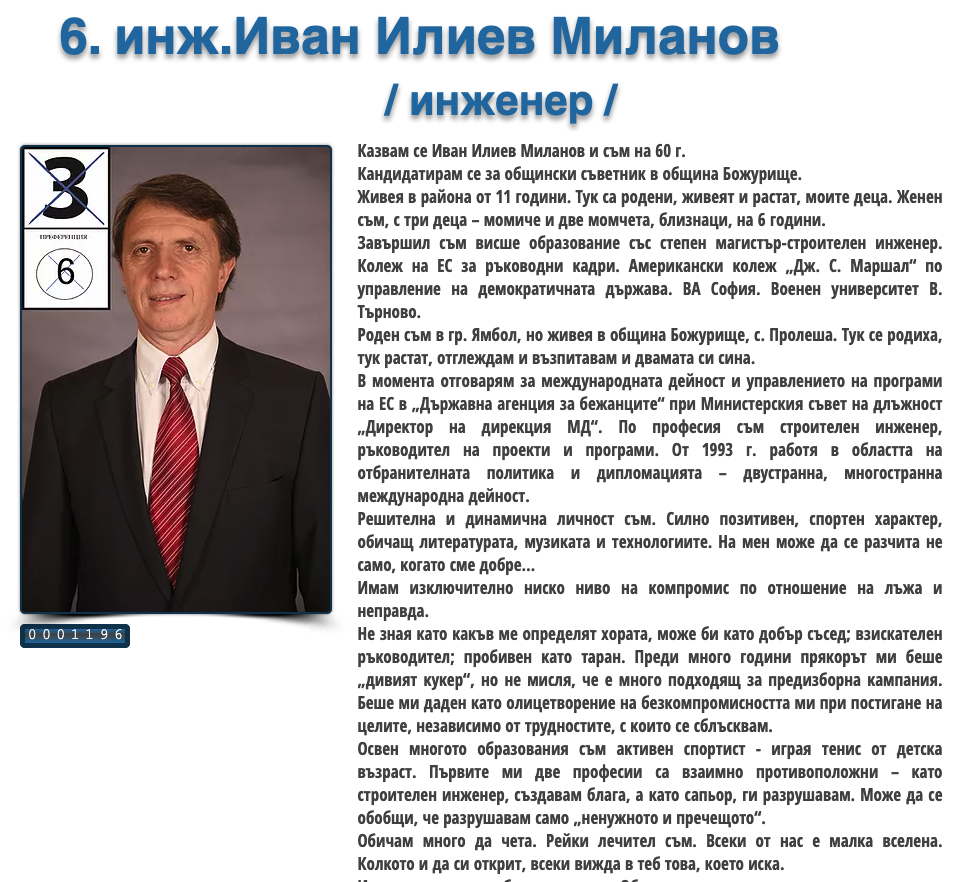 6. инж.Иван Илиев Миланов
/ инженер /
3
ПРЕФЕРЕНЦИЯ
6
0001196
Казвам се Иван Илиев Миланов и съм на 60 г.
Кандидатирам се за общински съветник в община Божурище.
Живея в района от 11 години. Тук са родени, живеят и растат, моите деца. Женен
съм, с три деца – момиче и две момчета, близнаци, на 6 години.
Завършил съм висше образование със степен магистър-строителен инженер.
Колеж на ЕС за ръководни кадри. Американски колеж „Дж. С. Маршал“ по
управление на демократичната държава. ВА София. Военен университет В.
Търново.
Роден съм в гр. Ямбол, но живея в община Божурище, с. Пролеша. Тук се родиха,
тук растат, отглеждам и възпитавам и двамата си сина.
В момента отговарям за международната дейност и управлението на програми
на ЕС в „Държавна агенция за бежанците“ при Министерския съвет на длъжност
„Директор на дирекция МД“. По професия съм строителен инженер,
ръководител на проекти и програми. От 1993 г. работя в областта на
отбранителната политика и дипломацията – двустранна, многостранна
международна дейност.
Решителна и динамична личност съм. Силно позитивен, спортен характер,
обичащ литературата, музиката и технологиите. На мен може да се разчита не
само, когато сме добре...
Имам изключително ниско ниво на компромис по отношение на лъжа и
неправда.
Не зная като какъв ме определят хората, може би като добър съсед; взискателен
ръководител; пробивен като таран. Преди много години прякорът ми беше
„дивият кукер“, но не мисля, че е много подходящ за предизборна кампания.
Беше ми даден като олицетворение на безкомпромисността ми при постигане на
целите, независимо от трудностите, с които се сблъсквам.
Освен многото образования съм активен спортист - играя тенис от детска
възраст. Първите ми две професии са взаимно противоположни – като
строителен инженер, създавам блага, а като сапьор, ги разрушавам. Може да се
обобщи, че разрушавам само „ненужното и пречещото“.
Обичам много да чета. Рейки лечител съм. Всеки от нас е малка вселена.
Колкото и да си открит, всеки вижда в теб това, което иска.